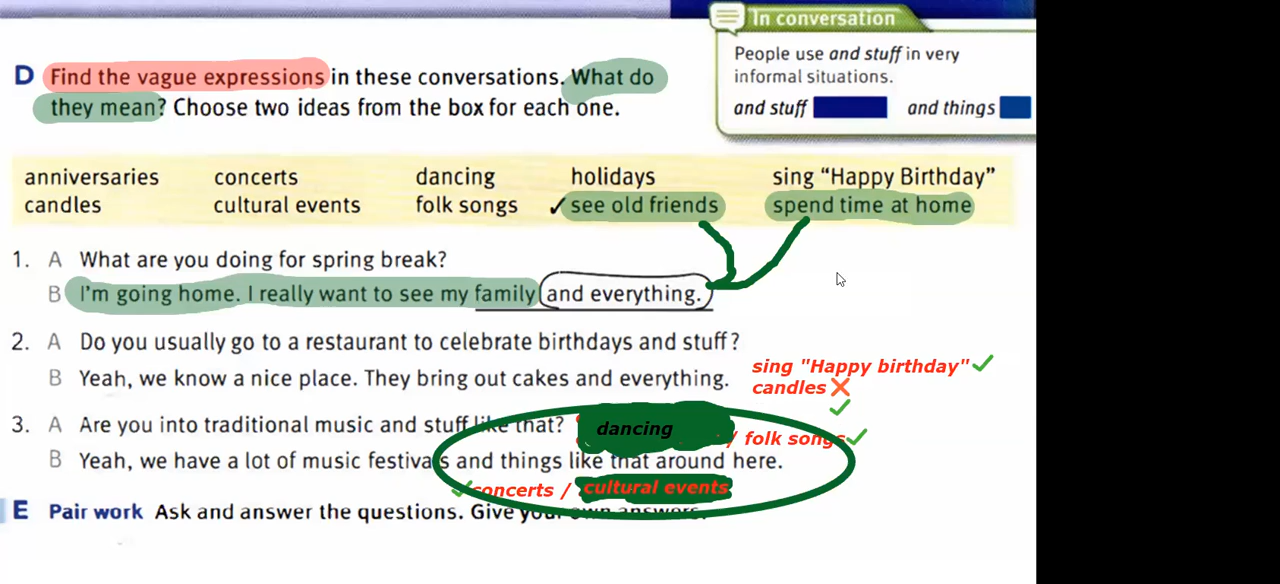 In conversation
People use and stuff in very
informal situations.
and stuff and things
D Find the vague expressions in these conversations. What do
they mean? Choose two ideas from the box for each one.
anniversaries concerts dancing holidays sing “Happy Birthday”
candles cultural events folk songs ✓ see old friends spend time at home
1. A What are you doing for spring break?
B I'm going home. I really want to see my family and everything.
2. A Do you usually go to a restaurant to celebrate birthdays and stuff?
sing "Happy birthday"
B Yeah, we know a nice place. They bring out cakes and everything.
candles
3. A Are you into traditional music and stuff like that? dancing / folk songs
B Yeah, we have a lot of music festivals and things like that around here.
concerts / cultural events
E Pair work Ask and answer the questions. Give your own answers.